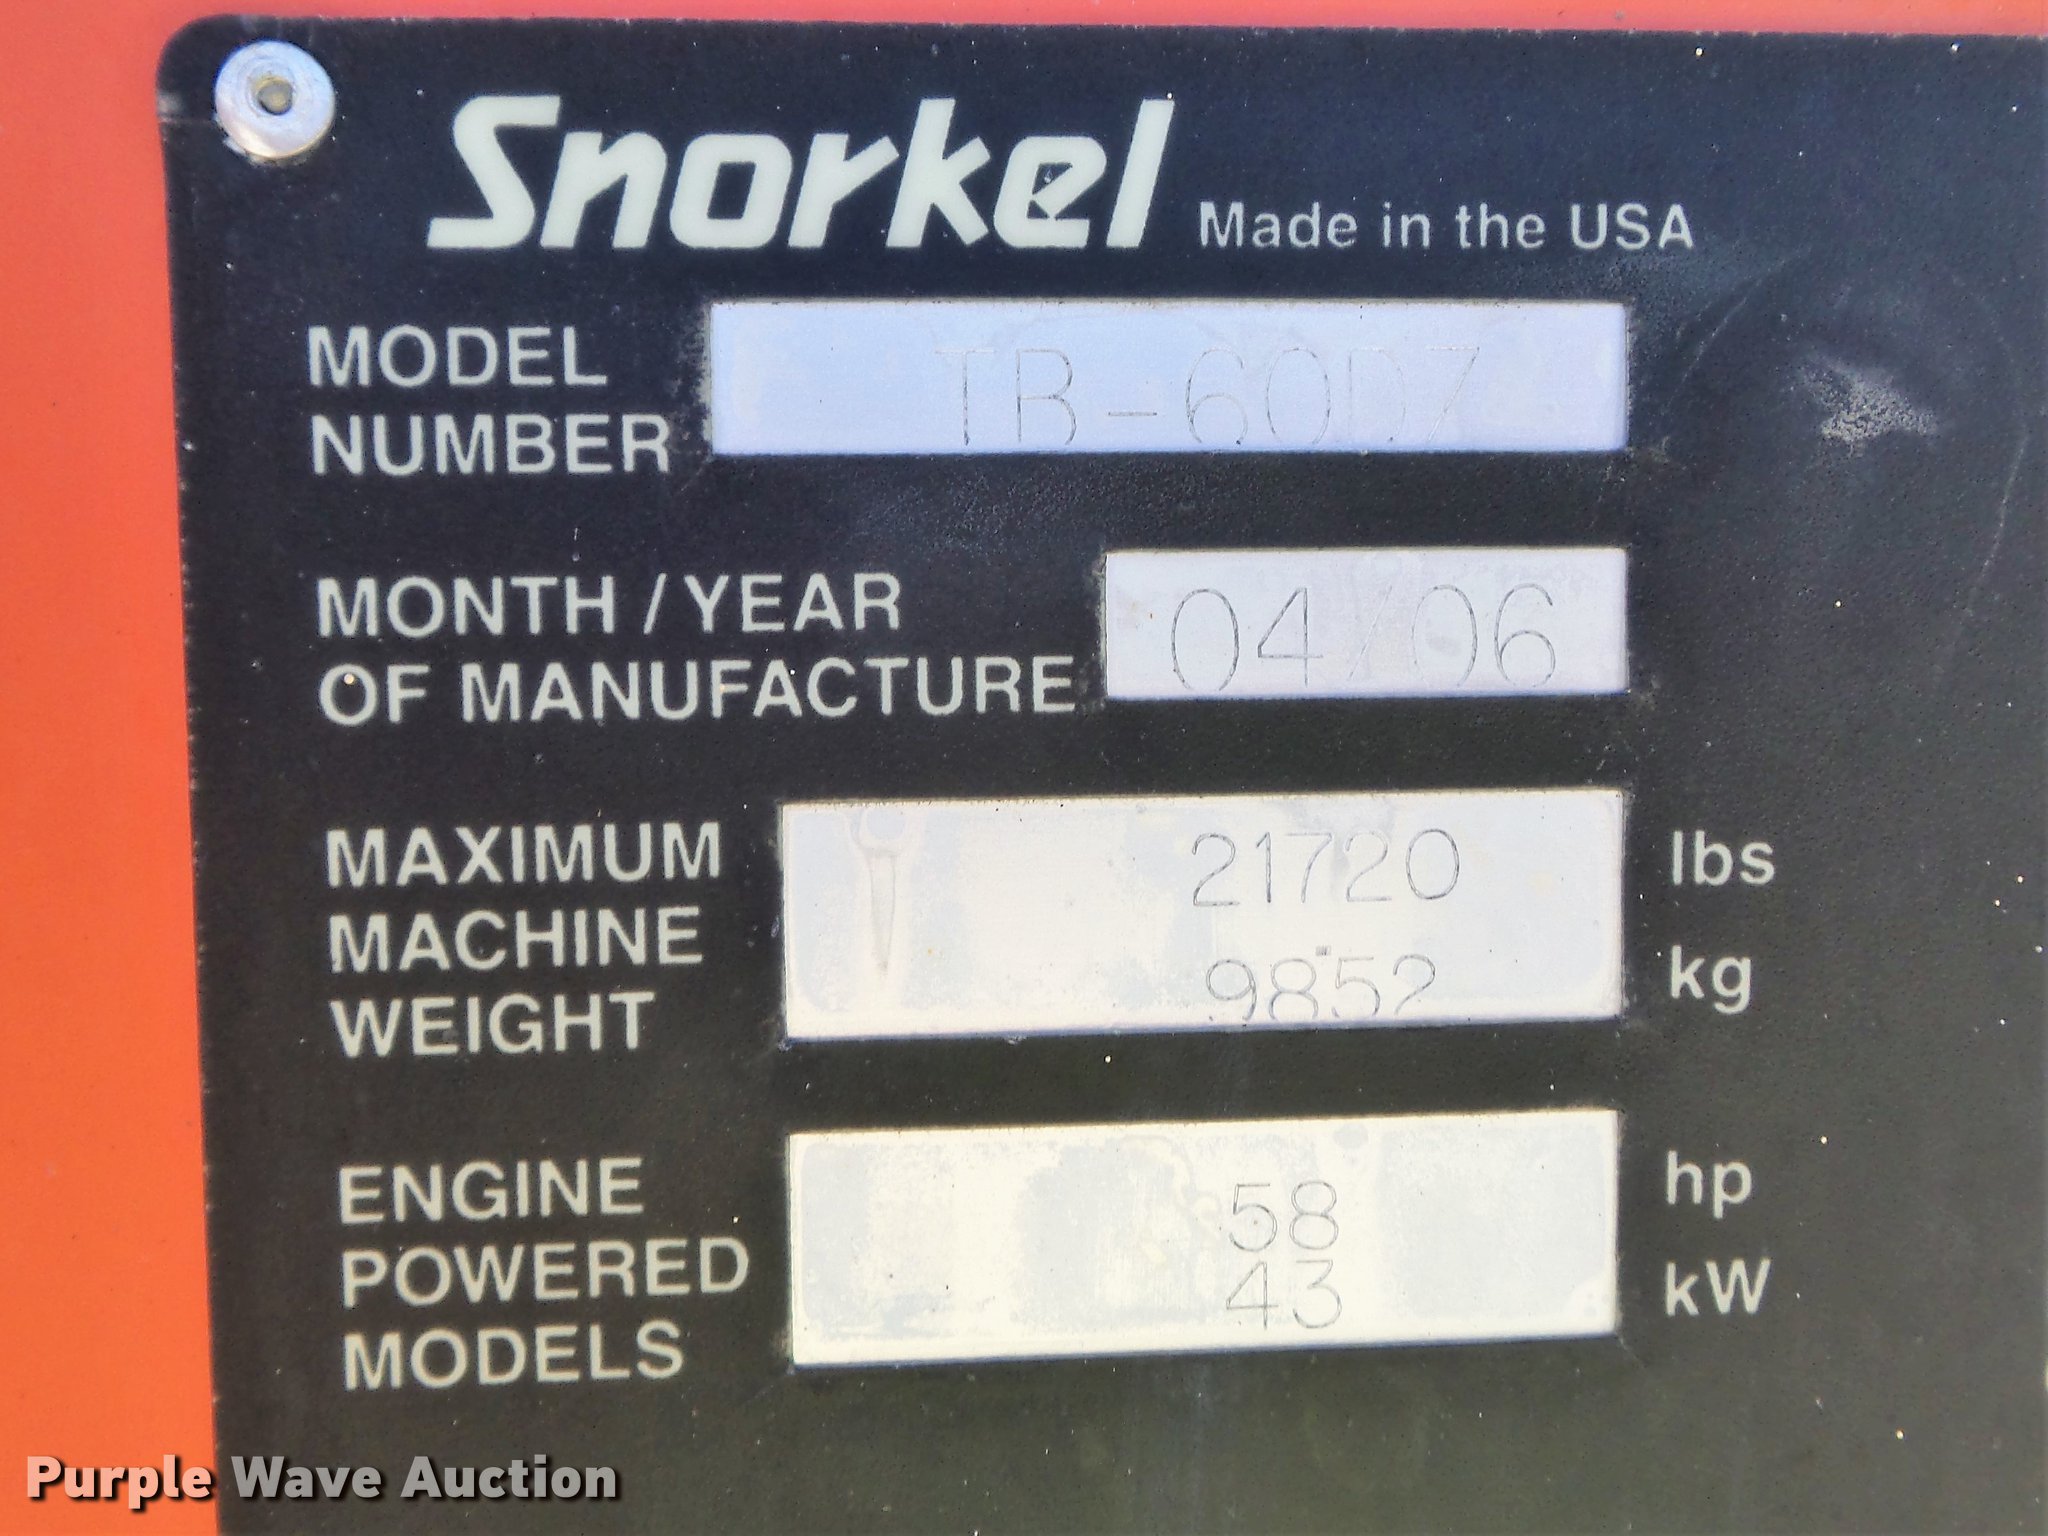 Snorkel Made in the USA
MODEL
NUMBER
TB-60DZ
MONTH / YEAR
OF MANUFACTURE
04/06
MAXIMUM
MACHINE
WEIGHT
21720 lbs
9852 kg
ENGINE
POWERED
MODELS
58 hp
43 kW
Purple Wave Auction